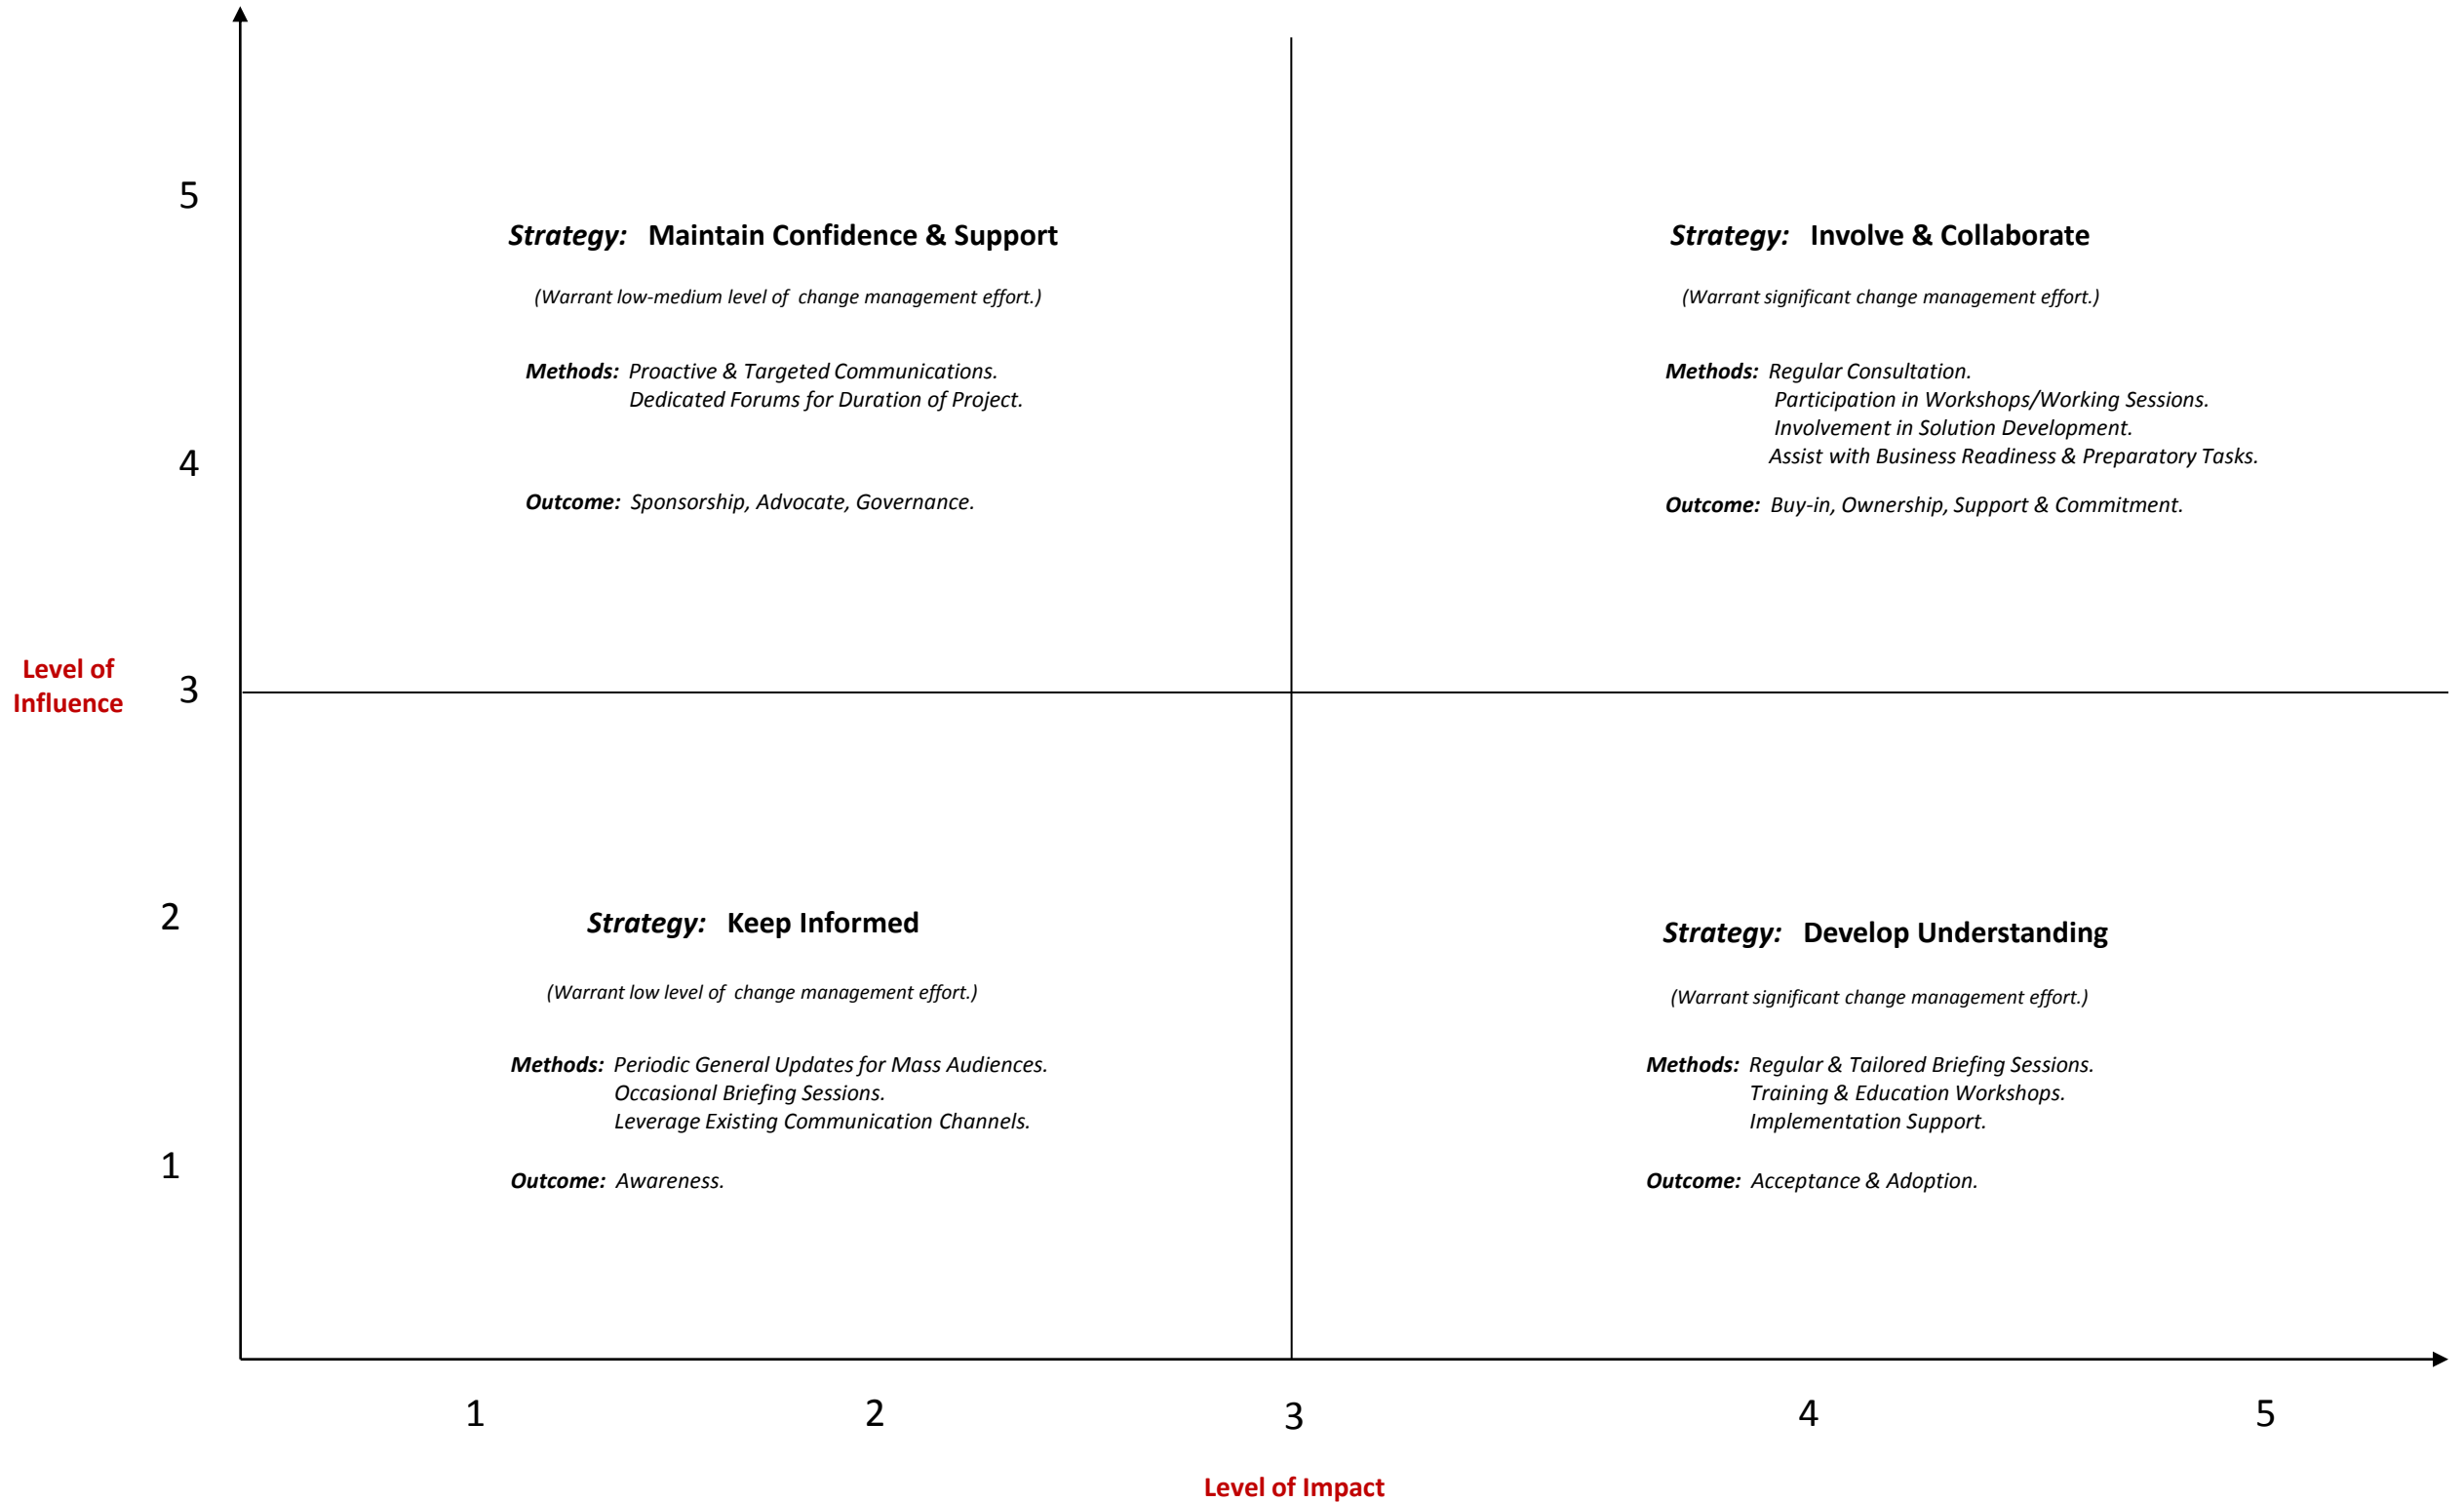 5
Strategy: Maintain Confidence & Support
(Warrant low-medium level of change management effort.)
Methods: Proactive & Targeted Communications.
Dedicated Forums for Duration of Project.
Outcome: Sponsorship, Advocate, Governance.
Strategy: Involve & Collaborate
(Warrant significant change management effort.)
Methods: Regular Consultation.
Participation in Workshops/Working Sessions.
Involvement in Solution Development.
Assist with Business Readiness & Preparatory Tasks.
Outcome: Buy-in, Ownership, Support & Commitment.
4
Level of
Influence
3
2
Strategy: Keep Informed
(Warrant low level of change management effort.)
Methods: Periodic General Updates for Mass Audiences.
Occasional Briefing Sessions.
Leverage Existing Communication Channels.
Outcome: Awareness.
Strategy: Develop Understanding
(Warrant significant change management effort.)
Methods: Regular & Tailored Briefing Sessions.
Training & Education Workshops.
Implementation Support.
Outcome: Acceptance & Adoption.
1
1 2 3 4 5
Level of Impact